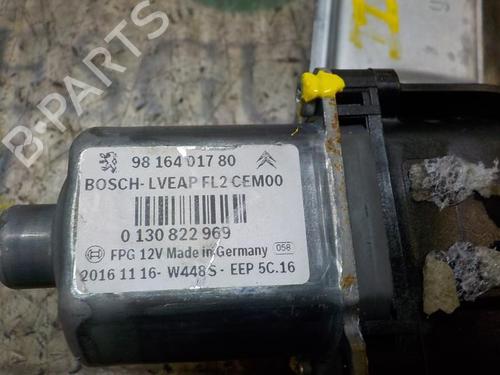 98 164 017 80
BOSCH-LVEAP FL2 CEM00
0 130 822 969
FPG 12V Made in Germany 058
2016 11 16- W448S - EEP 5C.16
B-PARTS